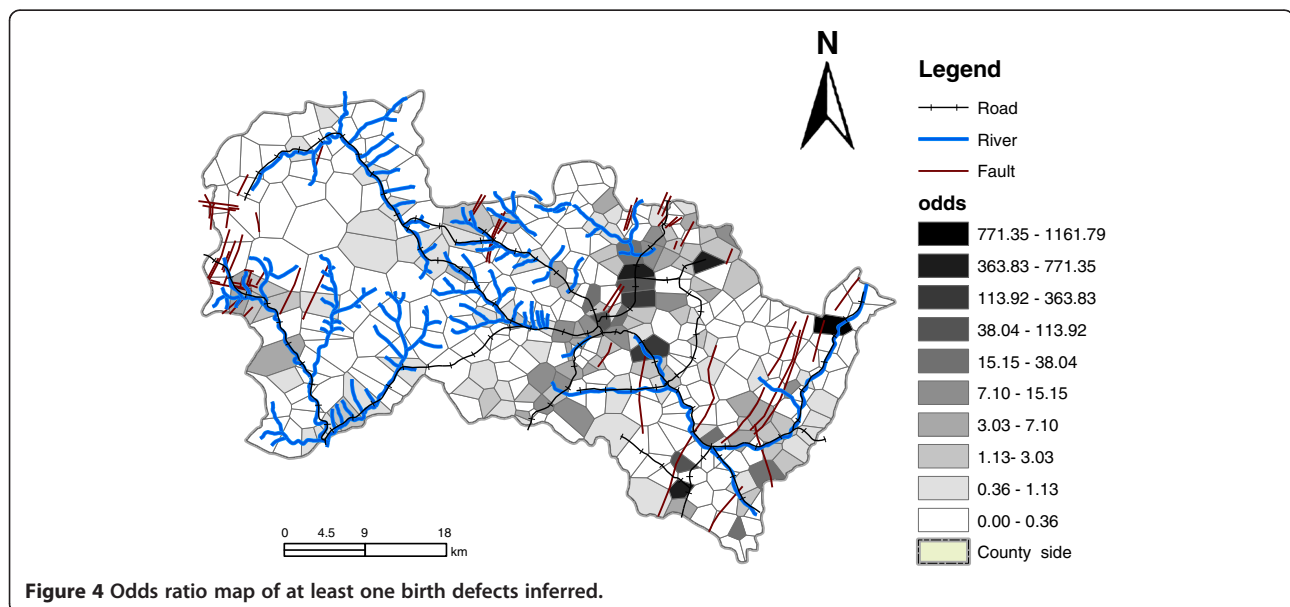 N
Legend
Road
River
Fault
odds
771.35 - 1161.79
363.83 - 771.35
113.92 - 363.83
38.04 - 113.92
15.15 - 38.04
7.10 - 15.15
3.03 - 7.10
1.13- 3.03
0.36 - 1.13
0.00 - 0.36
County side
0 4.5 9 18
km
Figure 4 Odds ratio map of at least one birth defects inferred.